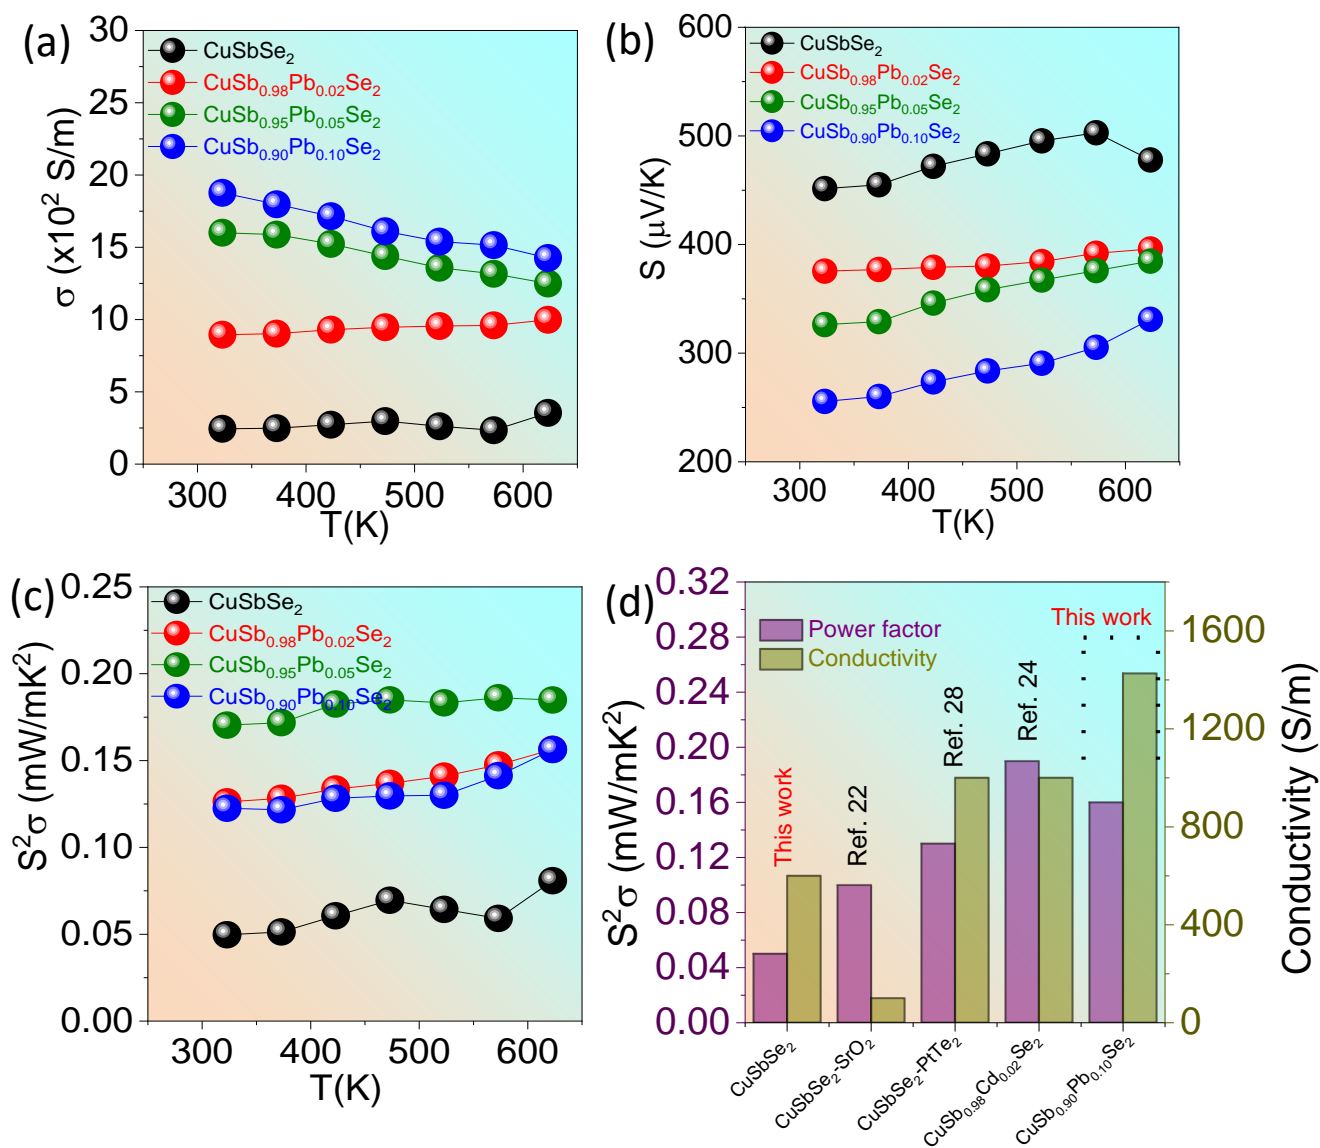 (a)
CuSbSe₂
CuSb₀.₉₈Pb₀.₀₂Se₂
CuSb₀.₉₅Pb₀.₀₅Se₂
CuSb₀.₉₀Pb₀.₁₀Se₂
30
25
20
15
10
5
0
σ (x10² S/m)
300 400 500 600
T(K)
(b)
CuSbSe₂
CuSb₀.₉₈Pb₀.₀₂Se₂
CuSb₀.₉₅Pb₀.₀₅Se₂
CuSb₀.₉₀Pb₀.₁₀Se₂
600
500
400
300
200
S (μV/K)
300 400 500 600
T(K)
(c)
CuSbSe₂
CuSb₀.₉₈Pb₀.₀₂Se₂
CuSb₀.₉₅Pb₀.₀₅Se₂
CuSb₀.₉₀Pb₀.₁₀Se₂
0.25
0.20
0.15
0.10
0.05
0.00
S²σ (mW/mK²)
300 400 500 600
T(K)
(d)
Power factor
Conductivity
0.32
0.28
0.24
0.20
0.16
0.12
0.08
0.04
0.00
S²σ (mW/mK²)
This work
Ref. 22
Ref. 28
Ref. 24
This work
1600
1200
800
400
0
Conductivity (S/m)
CuSbSe₂
CuSbSe₂-SrO₂
CuSbSe₂-PtTe₂
CuSb₀.₉₈Cd₀.₀₂Se₂
CuSb₀.₉₀Pb₀.₁₀Se₂